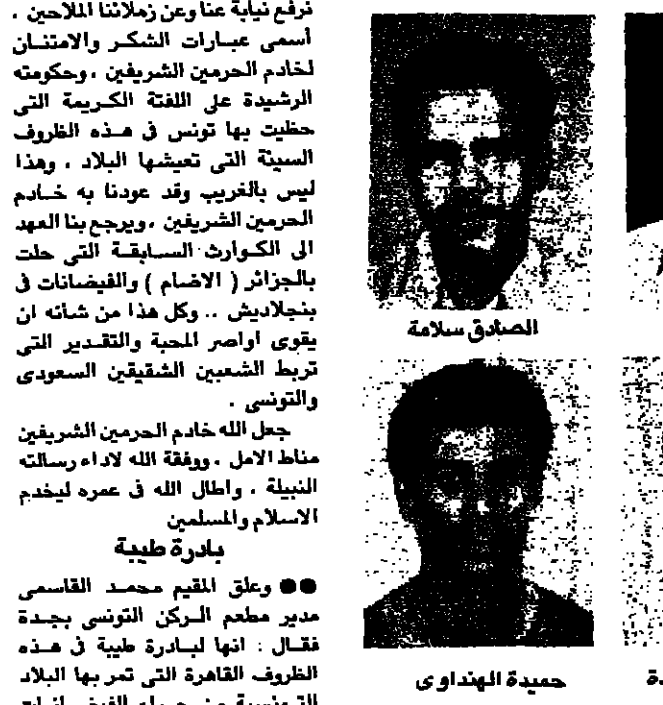 نرفع نيابة عنا وعن زملائنا الملاحين .
أسمى عبارات الشكر والامتنان
لخادم الحرمين الشريفين ، وحكومته
الرشيدة على اللفتة الكريمة التى
حظيت بها تونس فى هذه الظروف
السيئة التى تعيشها البلاد . وهذا
ليس بالغريب وقد عودنا به خادم
الحرمين الشريفين ، ويرجع بنا العهد
الى الكوارث السابقة التى حلت
بالجزائر ( الاضام ) والفيضانات فى
بنجلاديش .. وكل هذا من شأنه ان
يقوى اواصر المحبة والتقدير التى
تربط الشعبين الشقيقين السعودى
والتونسى .
جعل الله خادم الحرمين الشريفين
مناط الامل . ووفقة الله لاداء رسالته
النبيلة . واطال الله فى عمره ليخدم
الاسلام والمسلمين
بادرة طيبة
●● وعلق المقيم محمد القاسمى
مدير مطعم الركن التونسى بجدة
فقال : انها لبادرة طيبة فى هذه
الظروف القاهرة التى تمر بها البلاد
الصادق سلامة
حميدة الهنداوى